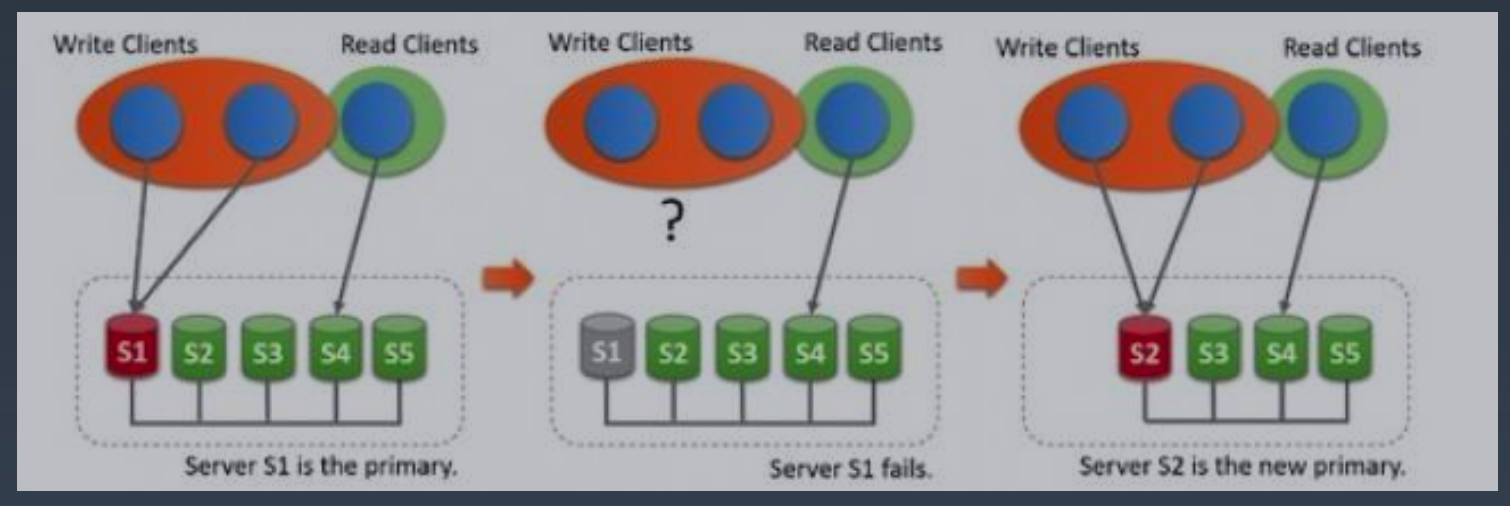 Write Clients
Read Clients
S1 S2 S3 S4 S5
Server S1 is the primary.
Write Clients
Read Clients
?
S1 S2 S3 S4 S5
Server S1 fails.
Write Clients
Read Clients
S2 S3 S4 S5
Server S2 is the new primary.